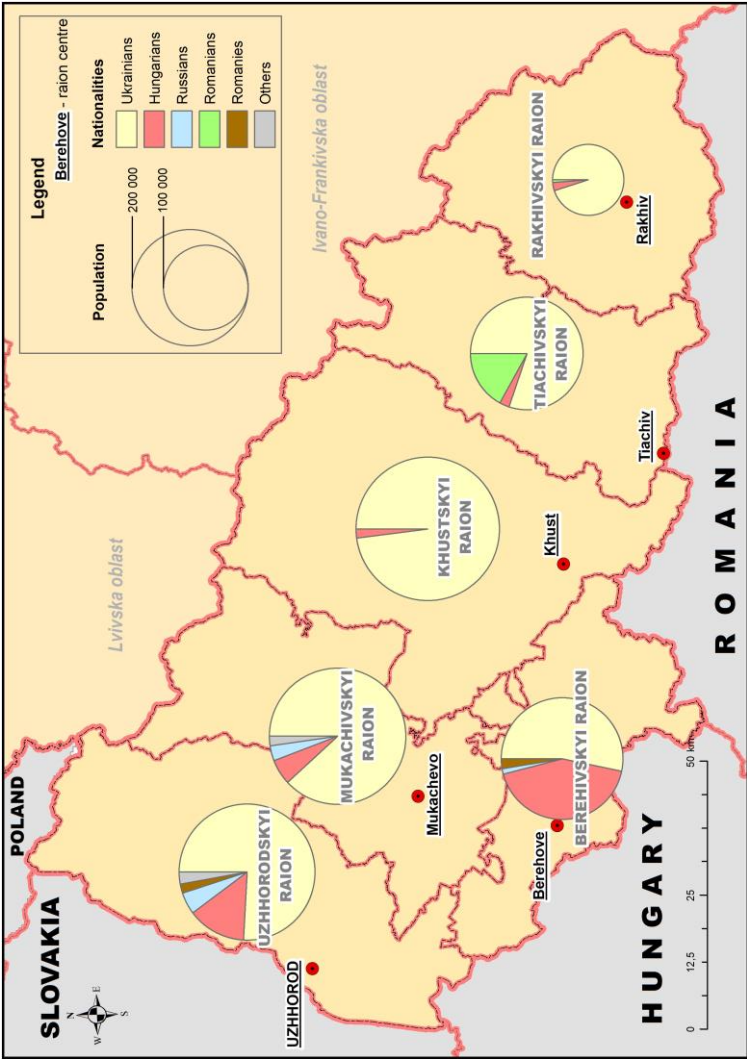 POLAND
SLOVAKIA
N
W
E
S
Lvivska oblast
Ivano-Frankivska oblast
Legend
Berehove - raion centre
Population
200 000
100 000
Nationalities
Ukrainians
Hungarians
Russians
Romanians
Romanies
Others
UZHHORODSKYI
RAION
UZHHOROD
MUKACHIVSKYI
RAION
Mukachevo
KHUSTSKYI
RAION
Khust
TIACHIVSKYI
RAION
Tiachiv
RAKHIVSKYI RAION
Rakhiv
BEREHIVSKYI RAION
Berehove
HUNGARY
ROMANIA
0
12.5
25
50 km